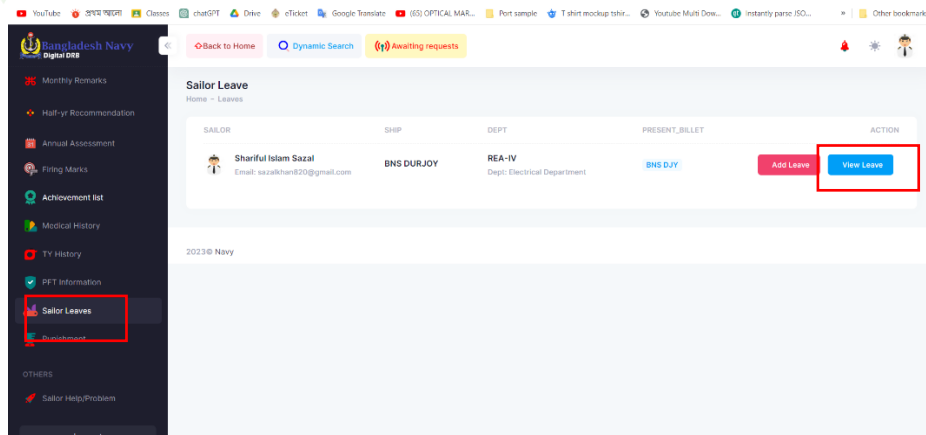 YouTube প্রথম আলো Classes chatGPT Drive eTicket Google Translate (65) OPTICAL MAR... Port sample T shirt mockup tshir... Youtube Multi Dow... Instantly parse JSO... » Other bookmark
Bangladesh Navy
Digital DRB
Back to Home Dynamic Search Awaiting requests
Monthly Remarks
Half-yr Recommendation
Annual Assessment
Firing Marks
Achievement list
Medical History
TY History
PFT Information
Sailor Leaves
Punishment
OTHERS
Sailor Help/Problem
Sailor Leave
Home - Leaves
SAILOR SHIP DEPT PRESENT_BILLET ACTION
Shariful Islam Sazal BNS DURJOY REA-IV BNS DJY Add Leave View Leave
Email: sazalkhan820@gmail.com Dept: Electrical Department
2023© Navy